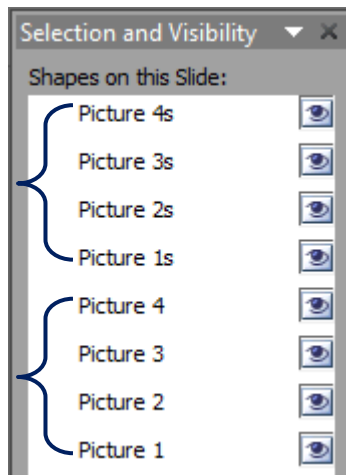 Selection and Visibility
Shapes on this Slide:
Picture 4s
Picture 3s
Picture 2s
Picture 1s
Picture 4
Picture 3
Picture 2
Picture 1